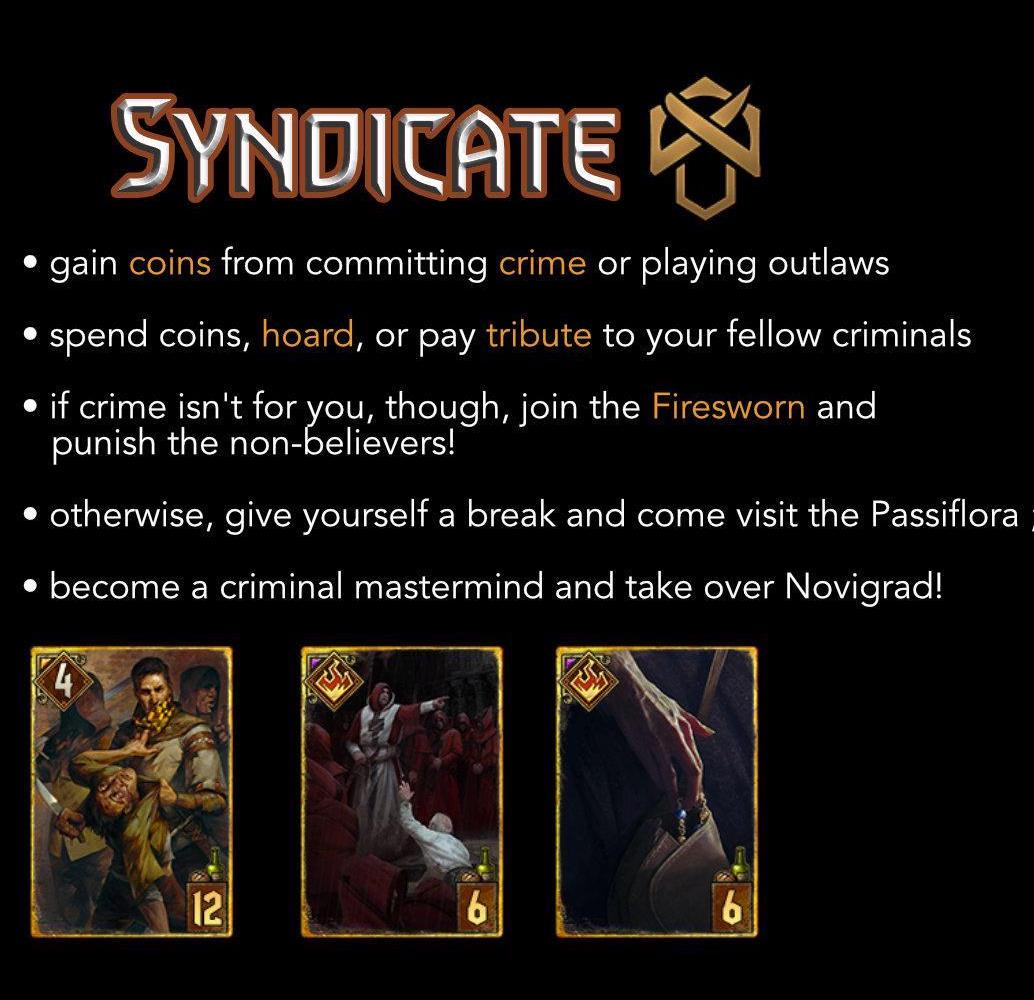 SYNDICATE
• gain coins from committing crime or playing outlaws
• spend coins, hoard, or pay tribute to your fellow criminals
• if crime isn't for you, though, join the Firesworn and
punish the non-believers!
• otherwise, give yourself a break and come visit the Passiflora ;
• become a criminal mastermind and take over Novigrad!
4
12
6
6